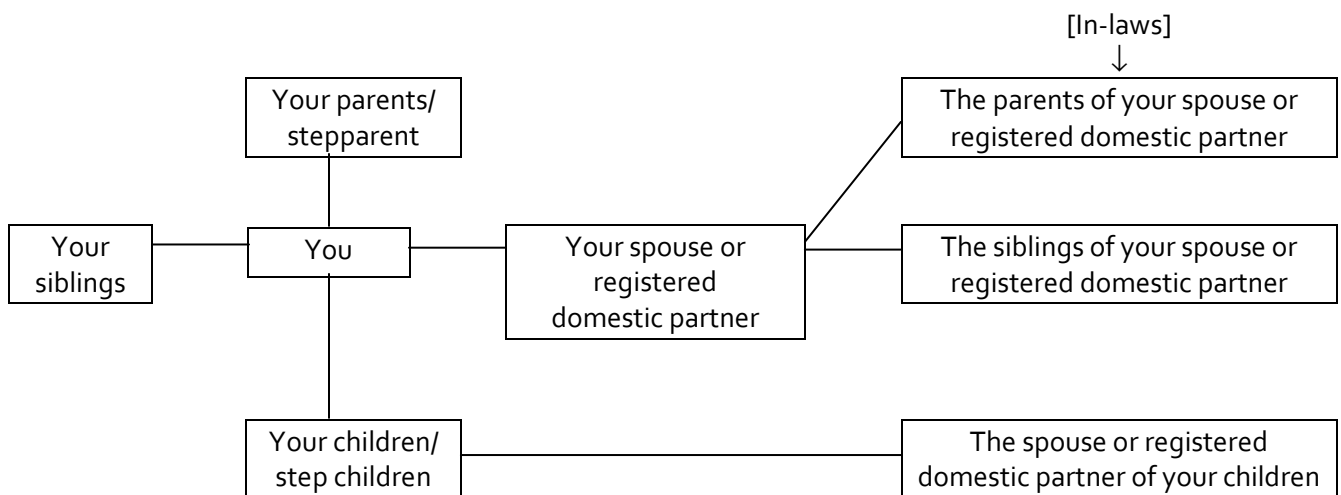 [In-laws]
↓
Your parents/
stepparent
The parents of your spouse or
registered domestic partner
Your
siblings
You
Your spouse or
registered
domestic partner
The siblings of your spouse or
registered domestic partner
Your children/
step children
The spouse or registered
domestic partner of your children